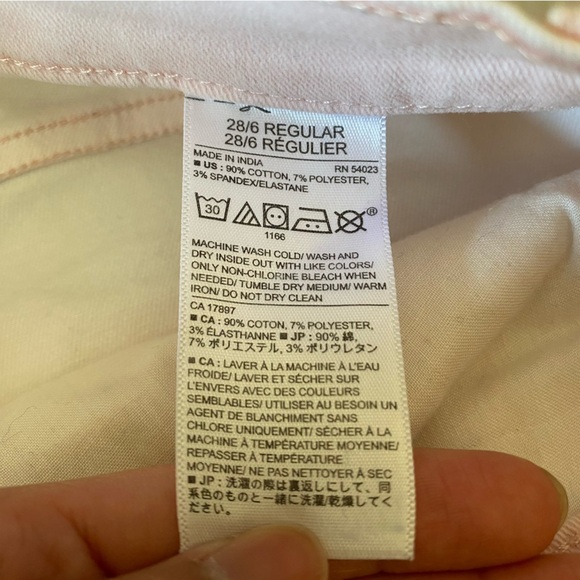 28/6 REGULAR
28/6 RÉGULIER
MADE IN INDIA RN 54023
■ US : 90% COTTON, 7% POLYESTER,
3% SPANDEX/ELASTANE
30
®
1166
MACHINE WASH COLD/ WASH AND
DRY INSIDE OUT WITH LIKE COLORS/
ONLY NON-CHLORINE BLEACH WHEN
NEEDED/ TUMBLE DRY MEDIUM/ WARM
IRON/ DO NOT DRY CLEAN
CA 17897
■ CA : 90% COTTON, 7% POLYESTER,
3% ÉLASTHANNE ■ JP : 90% 綿,
7% ポリエステル, 3% ポリウレタン
■ CA : LAVER À LA MACHINE À L'EAU
FROIDE/ LAVER ET SÉCHER SUR
L'ENVERS AVEC DES COULEURS
SEMBLABLES/ UTILISER AU BESOIN UN
AGENT DE BLANCHIMENT SANS
CHLORE UNIQUEMENT/ SÉCHER À LA
MACHINE À TEMPÉRATURE MOYENNE/
REPASSER À TEMPÉRATURE
MOYENNE/ NE PAS NETTOYER À SEC
■ JP : 洗濯の際は裏返しにして、同
系色のものと一緒に洗濯/乾燥してく
ださい。